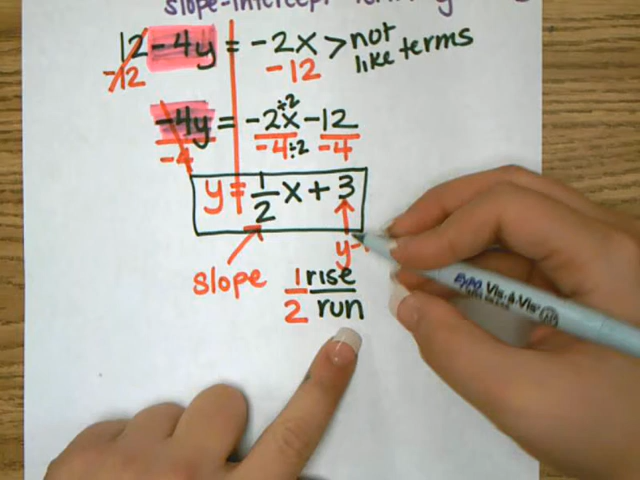 slope-intercept
12 - 4y = -2x > not like terms
-12 -12
-4y = -2x -12
÷2
-4 -4 ÷2 -4
y = 1/2 x + 3
y-
slope
1 rise
2 run
EXPO Vis-à-Vis